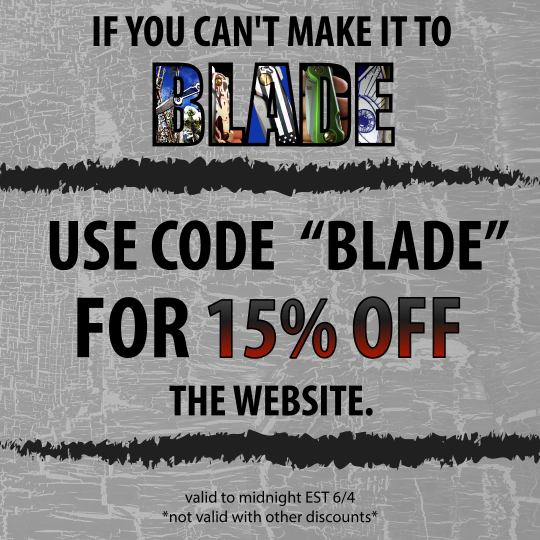 IF YOU CAN'T MAKE IT TO
BLADE
USE CODE “BLADE”
FOR 15% OFF
THE WEBSITE.
valid to midnight EST 6/4
*not valid with other discounts*